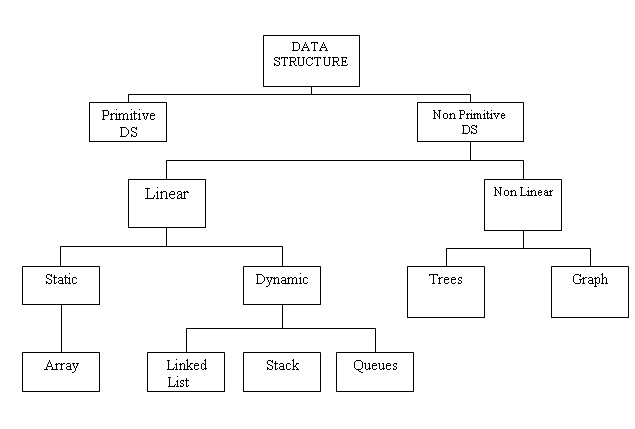 DATA
STRUCTURE
Primitive
DS
Non Primitive
DS
Linear
Non Linear
Static
Dynamic
Trees
Graph
Array
Linked
List
Stack
Queues